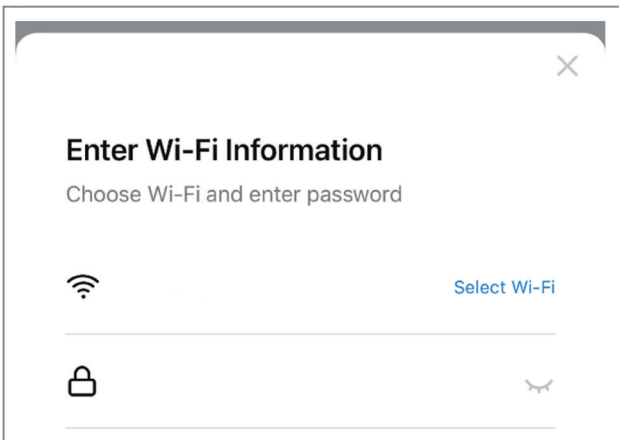 Enter Wi-Fi Information
Choose Wi-Fi and enter password
Select Wi-Fi